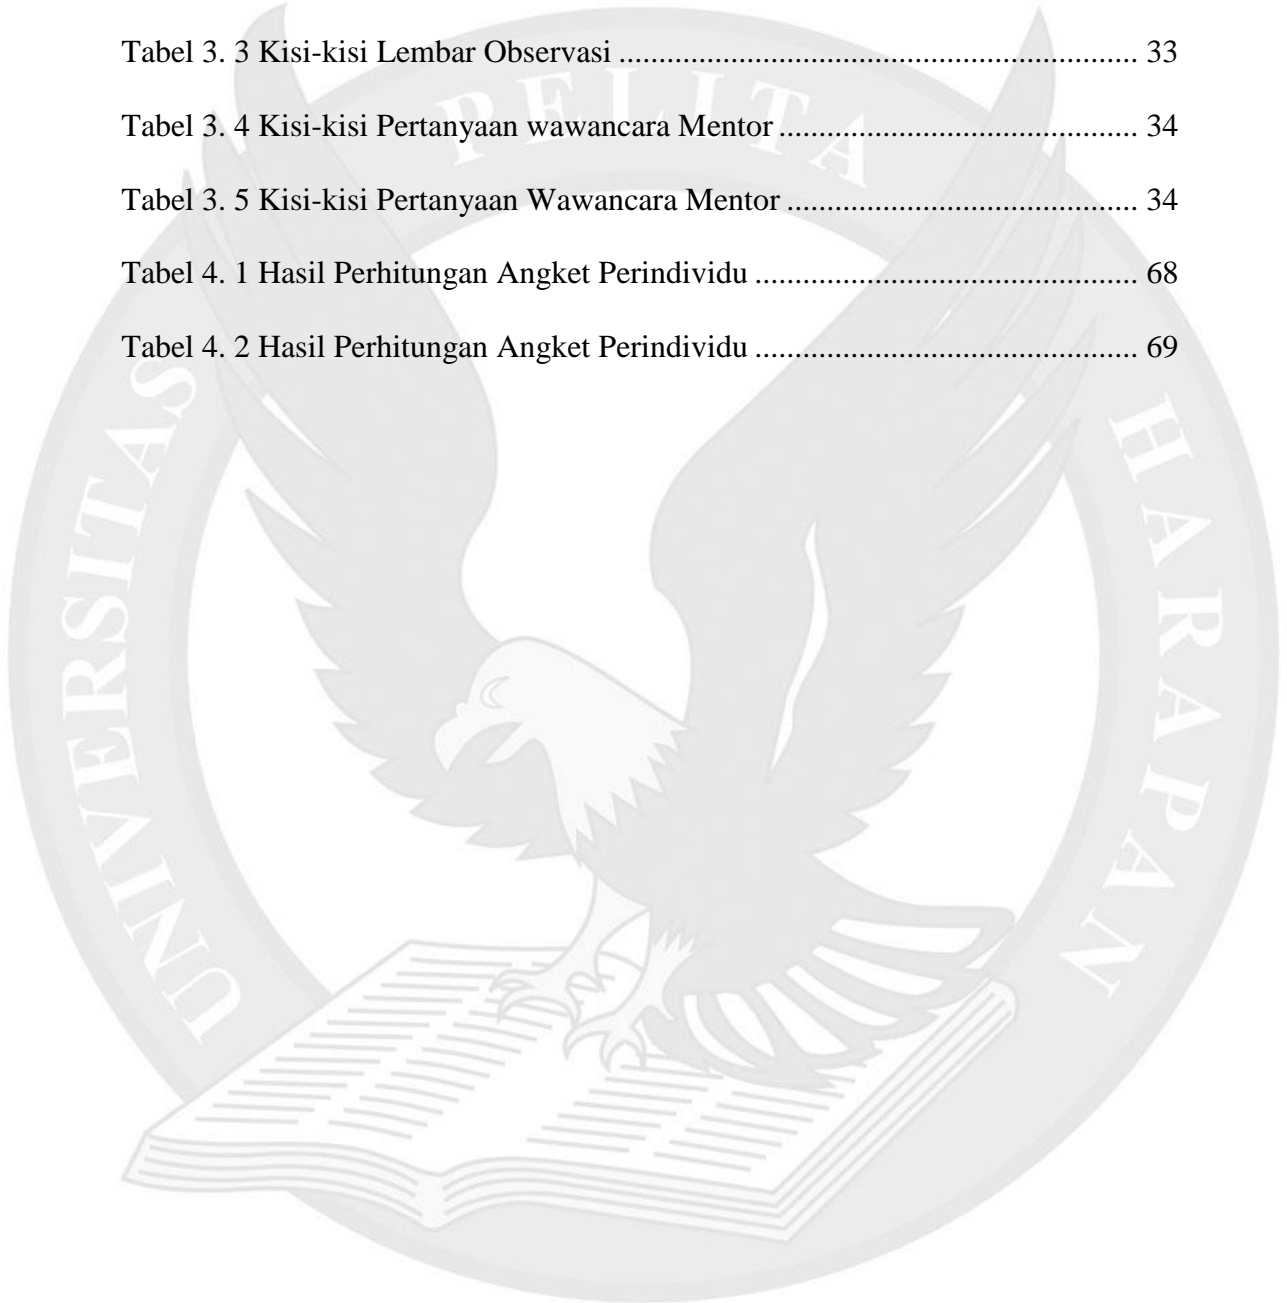 Tabel 3. 3 Kisi-kisi Lembar Observasi .................................................................. 33
Tabel 3. 4 Kisi-kisi Pertanyaan wawancara Mentor .............................................. 34
Tabel 3. 5 Kisi-kisi Pertanyaan Wawancara Mentor ............................................. 34
Tabel 4. 1 Hasil Perhitungan Angket Perindividu ................................................. 68
Tabel 4. 2 Hasil Perhitungan Angket Perindividu ................................................. 69
UNIVERSITAS PELITA HARAPAN